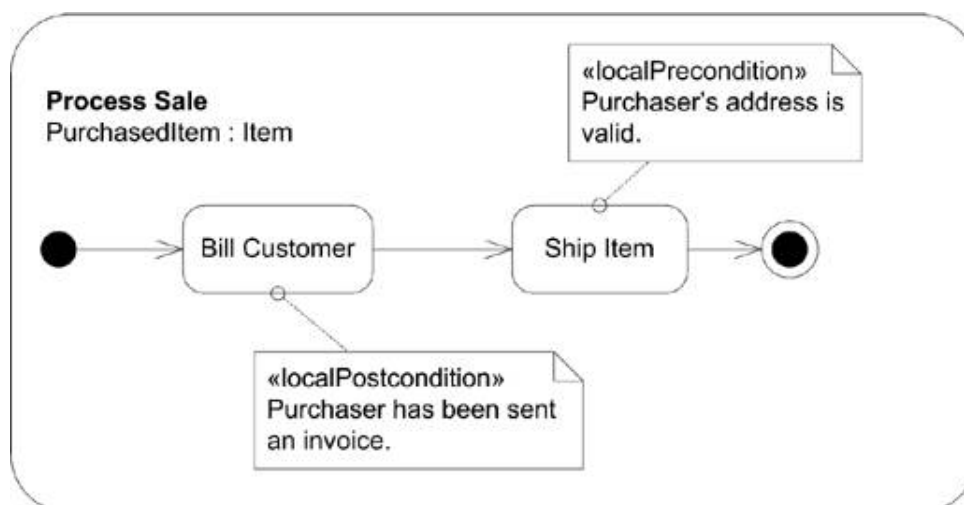 «localPrecondition»
Purchaser's address is
valid.
Process Sale
PurchasedItem : Item
Bill Customer
Ship Item
«localPostcondition»
Purchaser has been sent
an invoice.